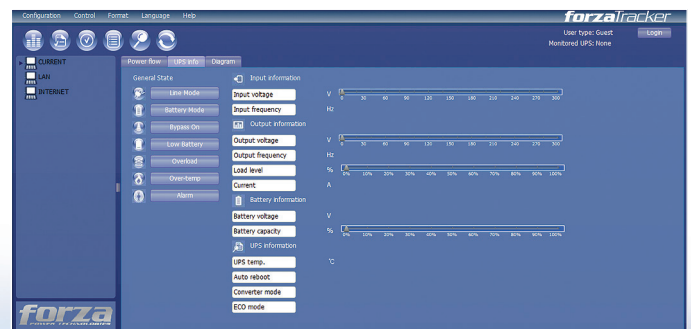 Configuration Control Format Language Help
forzaTracker
User type: Guest Login
Monitored UPS: None
CURRENT
LAN
INTERNET
Power flow UPS info Diagram
General State
Line Mode
Battery Mode
Bypass On
Low Battery
Overload
Over-temp
Alarm
Input information
Input voltage V
0 30 60 90 120 150 180 210 240 270 300
Input frequency Hz
Output information
Output voltage V
0 30 60 90 120 150 180 210 240 270 300
Output frequency Hz
Load level %
0% 10% 20% 30% 40% 50% 60% 70% 80% 90% 100%
Current A
Battery information
Battery voltage V
Battery capacity %
0% 10% 20% 30% 40% 50% 60% 70% 80% 90% 100%
UPS information
UPS temp. °C
Auto reboot
Converter mode
ECO mode
forza
POWER TECHNOLOGIES